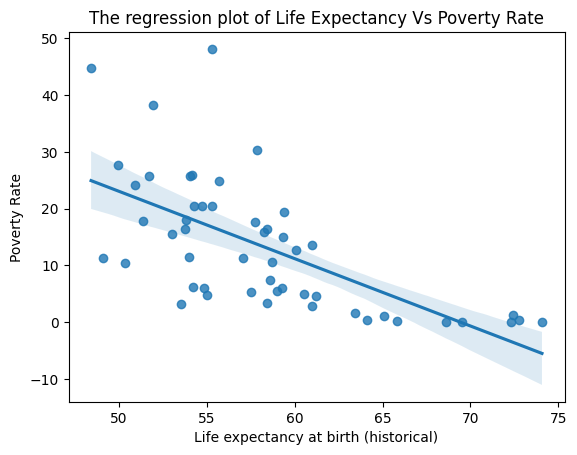 The regression plot of Life Expectancy Vs Poverty Rate
50
40
30
20
10
0
−10
Poverty Rate
50 55 60 65 70 75
Life expectancy at birth (historical)